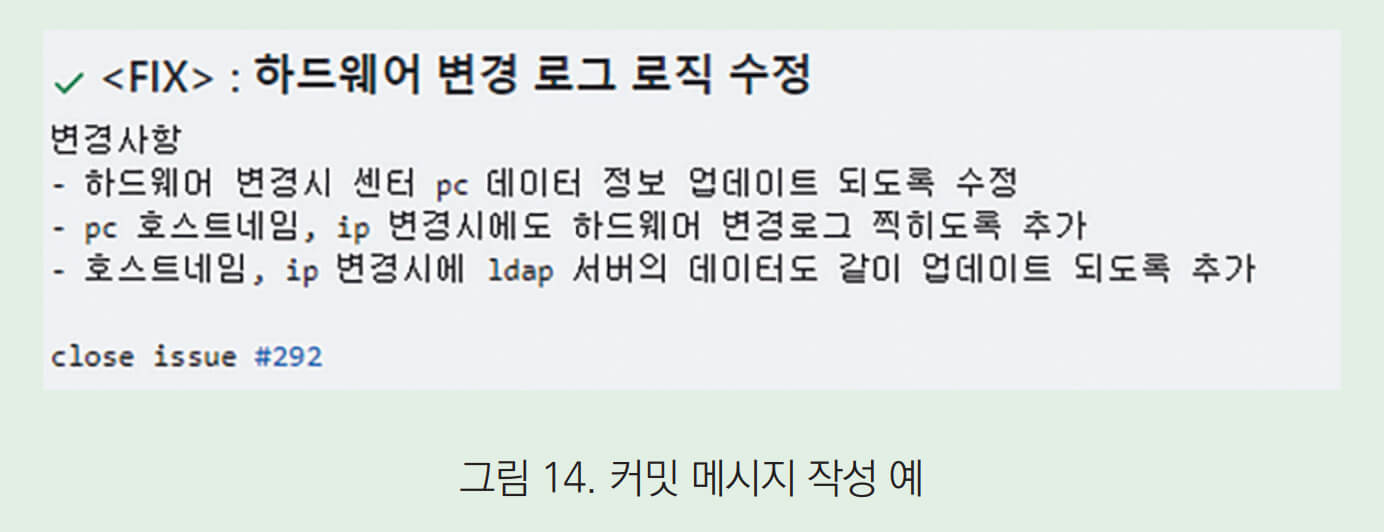 <FIX> : 하드웨어 변경 로그 로직 수정
변경사항
- 하드웨어 변경시 센터 pc 데이터 정보 업데이트 되도록 수정
- pc 호스트네임, ip 변경시에도 하드웨어 변경로그 찍히도록 추가
- 호스트네임, ip 변경시에 ldap 서버의 데이터도 같이 업데이트 되도록 추가
close issue #292
그림 14. 커밋 메시지 작성 예